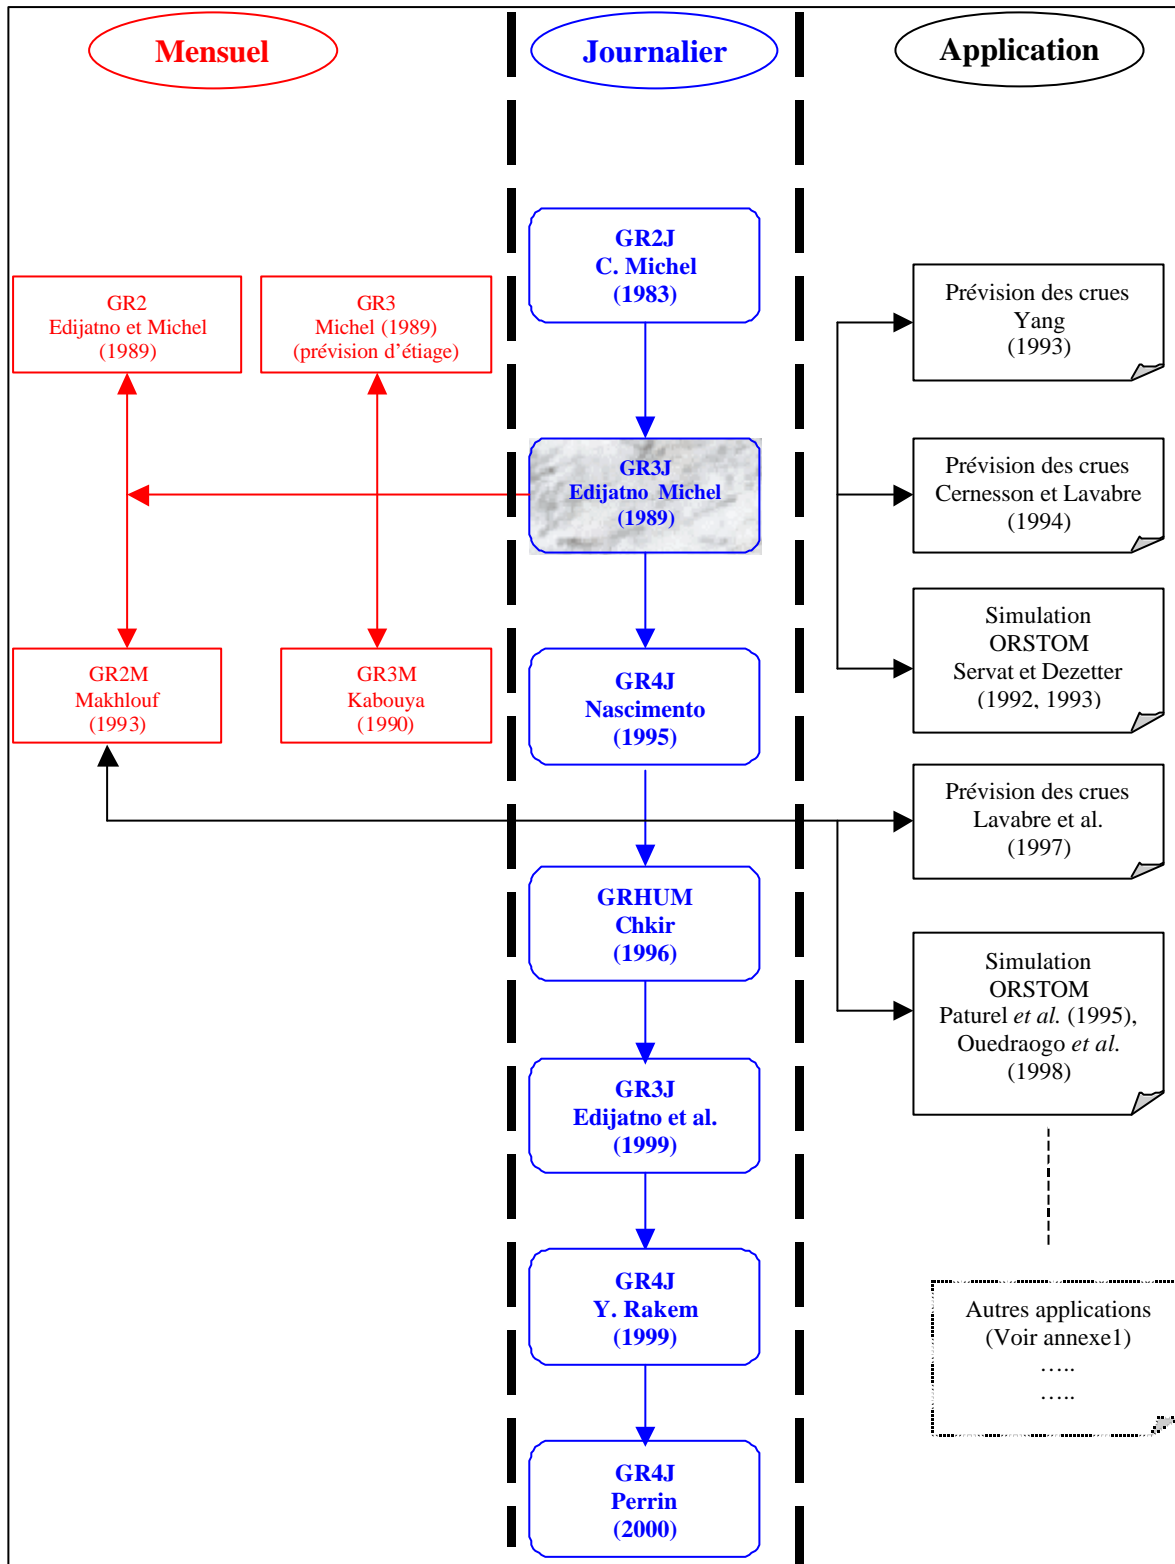 Mensuel
Journalier
Application
GR2J
C. Michel
(1983)
GR2
Edijatno et Michel
(1989)
GR3
Michel (1989)
(prévision d'étiage)
Prévision des crues
Yang
(1993)
GR3J
Edijatno Michel
(1989)
Prévision des crues
Cernesson et Lavabre
(1994)
GR2M
Makhlouf
(1993)
GR3M
Kabouya
(1990)
GR4J
Nascimento
(1995)
Simulation
ORSTOM
Servat et Dezetter
(1992, 1993)
Prévision des crues
Lavabre et al.
(1997)
GRHUM
Chkir
(1996)
Simulation
ORSTOM
Paturel et al. (1995),
Ouedraogo et al.
(1998)
GR3J
Edijatno et al.
(1999)
GR4J
Y. Rakem
(1999)
Autres applications
(Voir annexe1)
…..
…..
GR4J
Perrin
(2000)